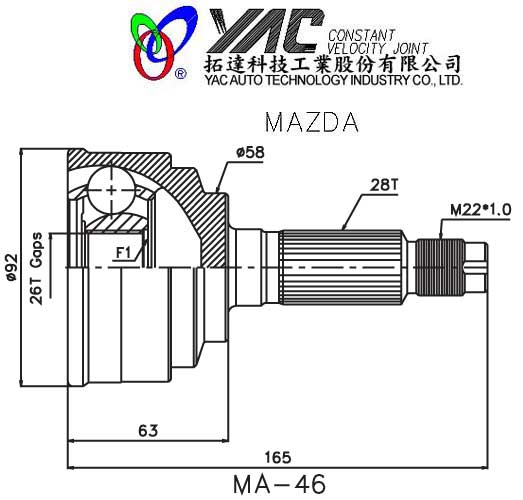 YAC CONSTANT
VELOCITY JOINT
®
拓達科技工業股份有限公司
YAC AUTO TECHNOLOGY INDUSTRY CO., LTD.
MAZDA
ø58
28T
M22*1.0
F1
26T Gaps
ø92
63
165
MA-46